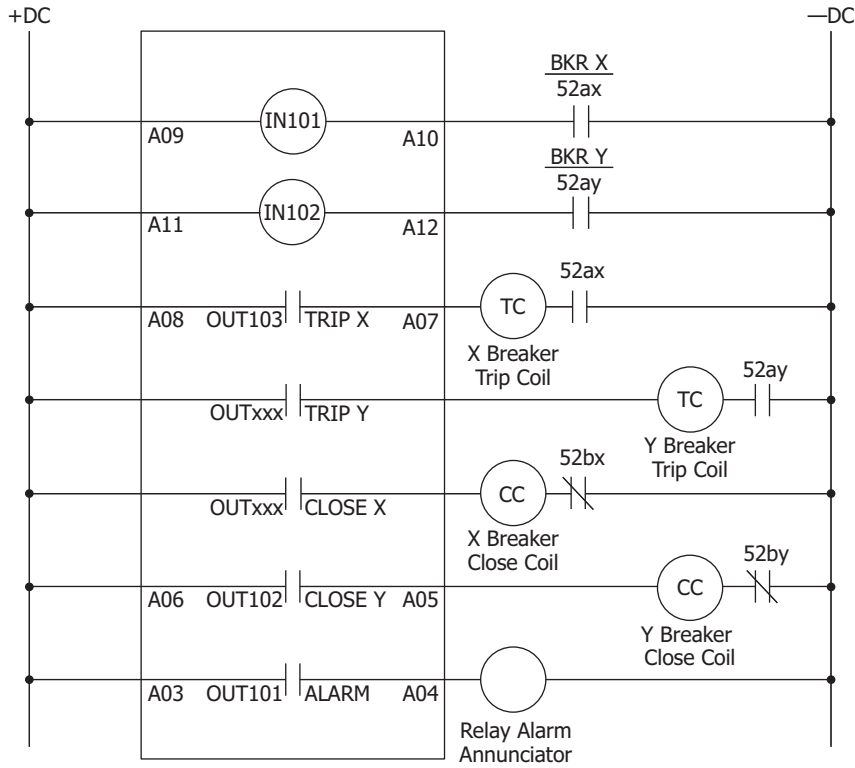 +DC
—DC
BKR X
52ax
IN101
A09
A10
BKR Y
52ay
IN102
A11
A12
52ax
TC
A08 OUT103 TRIP X A07
X Breaker
Trip Coil
52ay
TC
OUTxxx TRIP Y
Y Breaker
Trip Coil
52bx
CC
OUTxxx CLOSE X
X Breaker
Close Coil
52by
CC
A06 OUT102 CLOSE Y A05
Y Breaker
Close Coil
A03 OUT101 ALARM A04
Relay Alarm
Annunciator